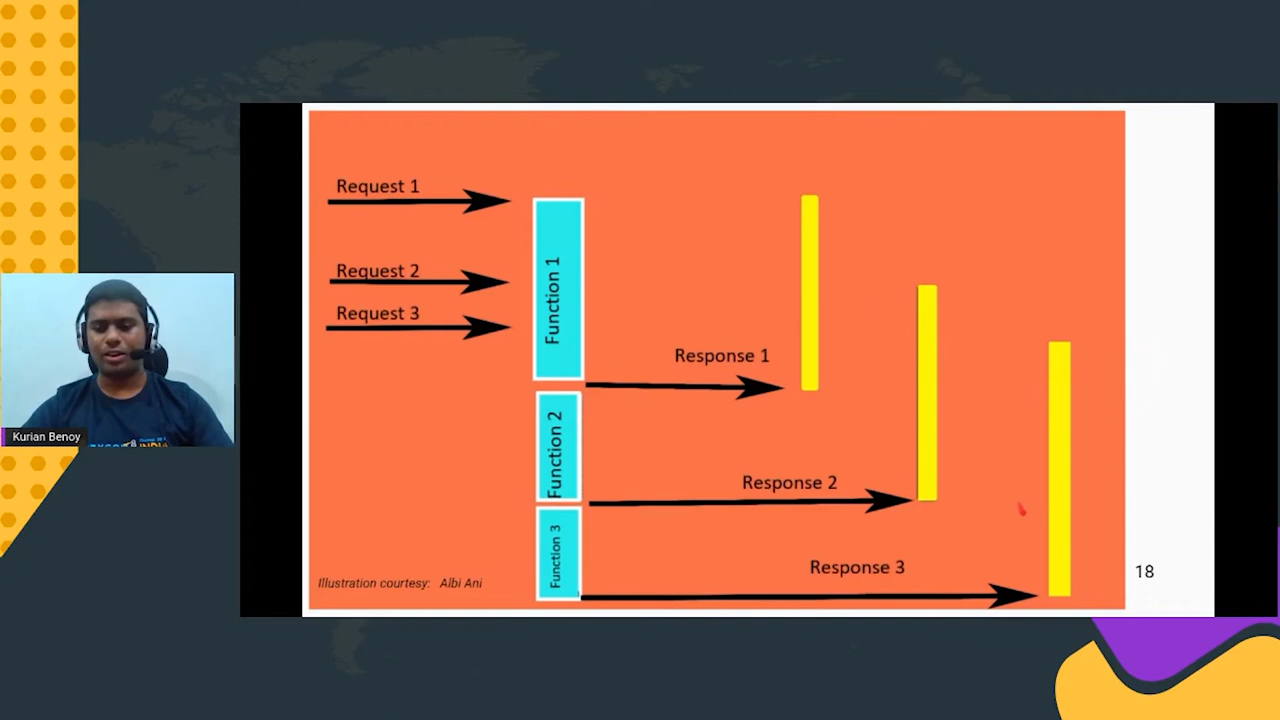 Request 1
Request 2
Request 3
Function 1
Response 1
Function 2
Response 2
Function 3
Response 3
Illustration courtesy: Albi Ani
18
Kurian Benoy